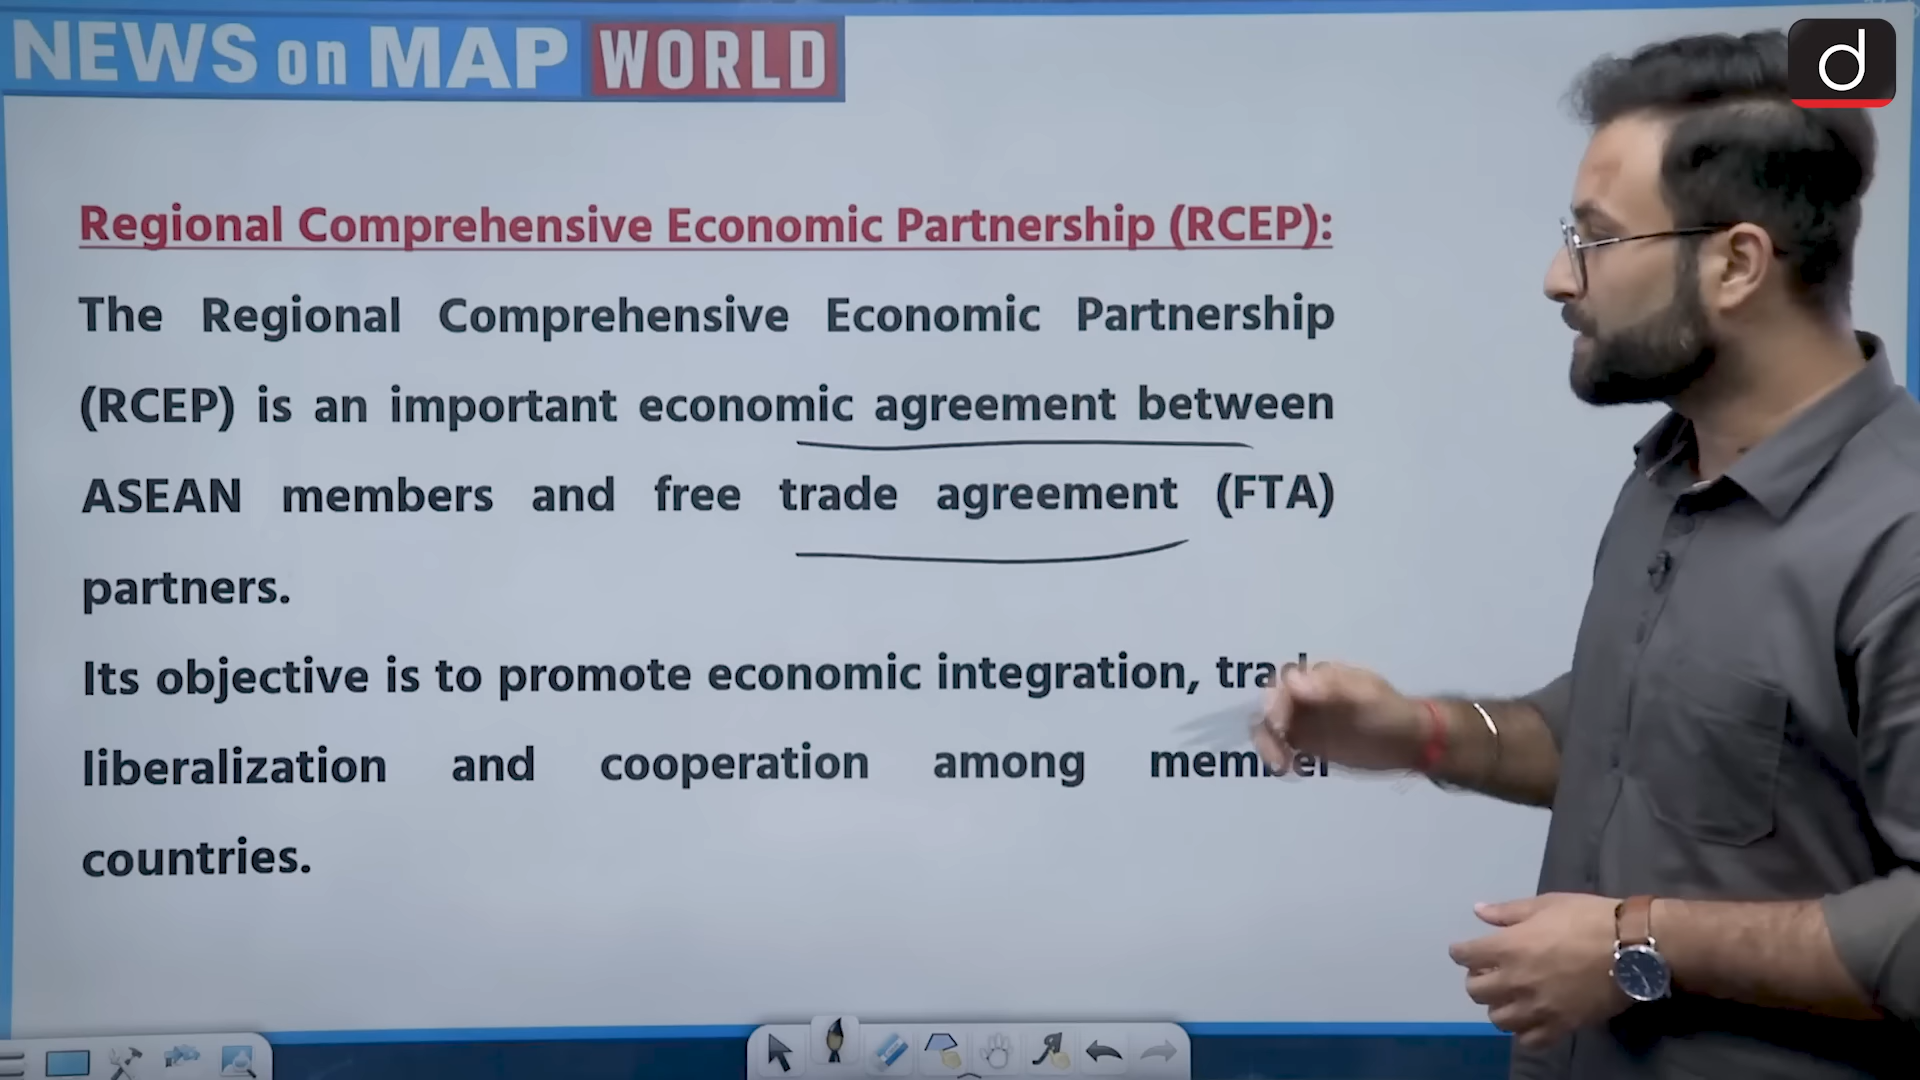 NEWS on MAP WORLD
d
Regional Comprehensive Economic Partnership (RCEP):
The Regional Comprehensive Economic Partnership
(RCEP) is an important economic agreement between
ASEAN members and free trade agreement (FTA)
partners.
Its objective is to promote economic integration, trade
liberalization and cooperation among member
countries.